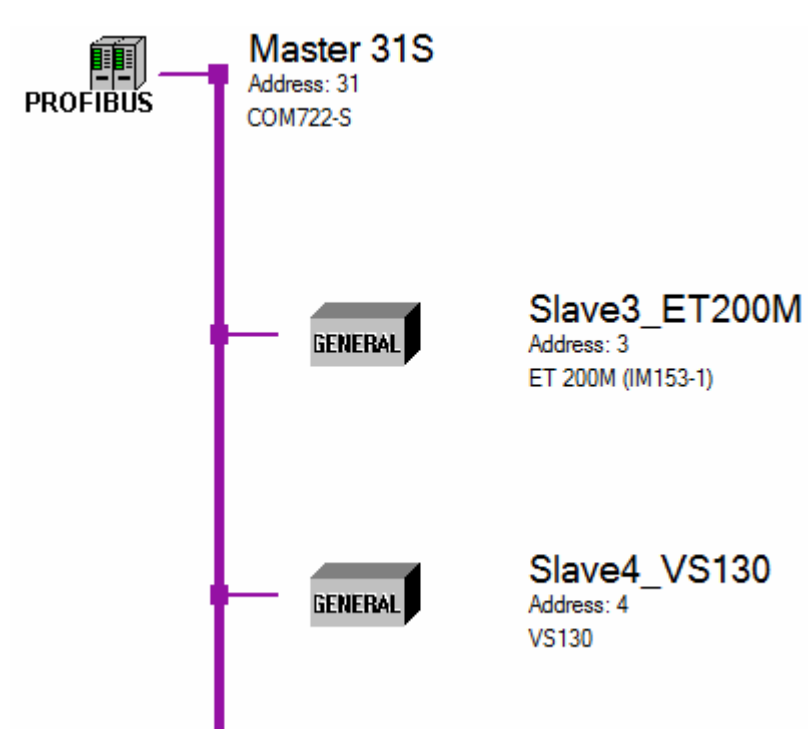 Master 31S
Address: 31
COM722-S
PROFIBUS
Slave3_ET200M
Address: 3
ET 200M (IM153-1)
GENERAL
Slave4_VS130
Address: 4
VS130
GENERAL